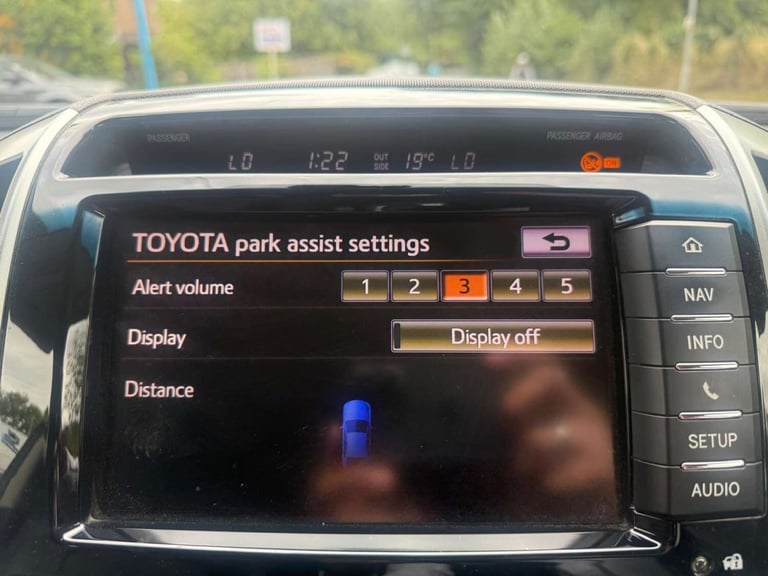 PASSENGER PASSENGER AIRBAG
LO 1:22 OUT SIDE 19°C LO ON
TOYOTA park assist settings
Alert volume 1 2 3 4 5
Display Display off
Distance
NAV
INFO
SETUP
AUDIO